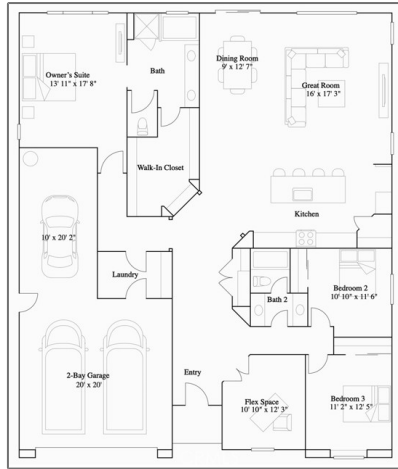 Dining Room
9' x 12' 7"
Owner's Suite
13' 11" x 17' 8"
Bath
Great Room
16' x 17' 3"
Walk-In Closet
Kitchen
10' x 20' 2"
Laundry
Bedroom 2
10' 10" x 11' 6"
Bath 2
Entry
2-Bay Garage
20' x 20'
Flex Space
10' 10" x 12' 3"
Bedroom 3
11' 2" x 12' 5"